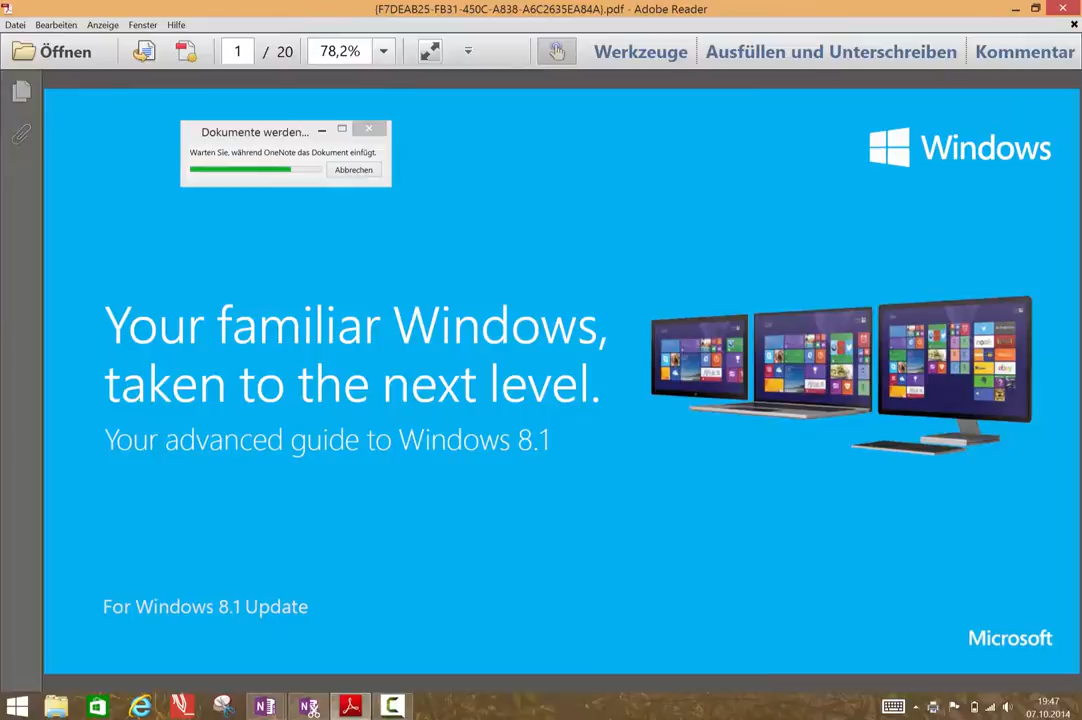 (F7DEAB25-FB31-450C-A838-A6C2635EA84A).pdf - Adobe Reader
Datei Bearbeiten Anzeige Fenster Hilfe
Öffnen 1 / 20 78,2% Werkzeuge Ausfüllen und Unterschreiben Kommentar
Dokumente werden...
Warten Sie, während OneNote das Dokument einfügt.
Abbrechen
Windows
Your familiar Windows,
taken to the next level.
Your advanced guide to Windows 8.1
For Windows 8.1 Update
Microsoft
19:47
07.10.2014